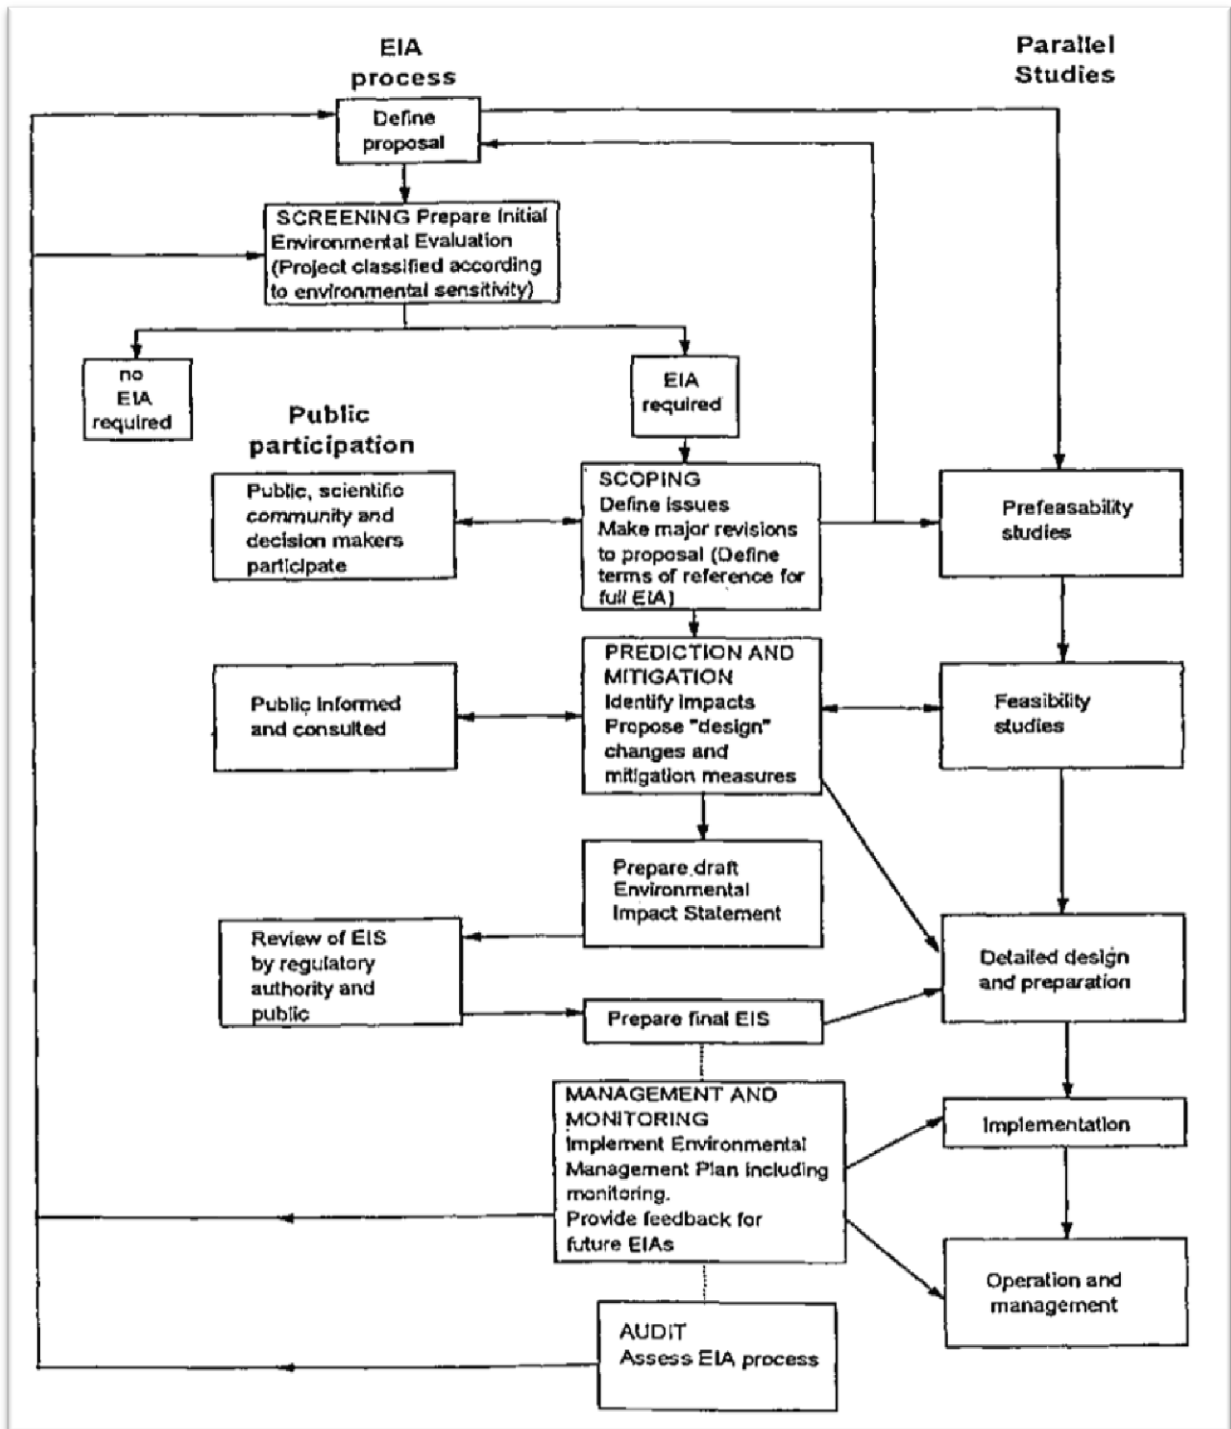 EIA
process
Parallel
Studies
Define
proposal
SCREENING Prepare Initial
Environmental Evaluation
(Project classified according
to environmental sensitivity)
no
EIA
required
EIA
required
Public
participation
Public, scientific
community and
decision makers
participate
SCOPING
Define issues
Make major revisions
to proposal (Define
terms of reference for
full EIA)
Prefeasability
studies
Public informed
and consulted
PREDICTION AND
MITIGATION
Identify impacts
Propose "design"
changes and
mitigation measures
Feasibility
studies
Prepare draft
Environmental
Impact Statement
Review of EIS
by regulatory
authority and
public
Detailed design
and preparation
Prepare final EIS
MANAGEMENT AND
MONITORING
Implement Environmental
Management Plan including
monitoring.
Provide feedback for
future EIAs
Implementation
Operation and
management
AUDIT
Assess EIA process